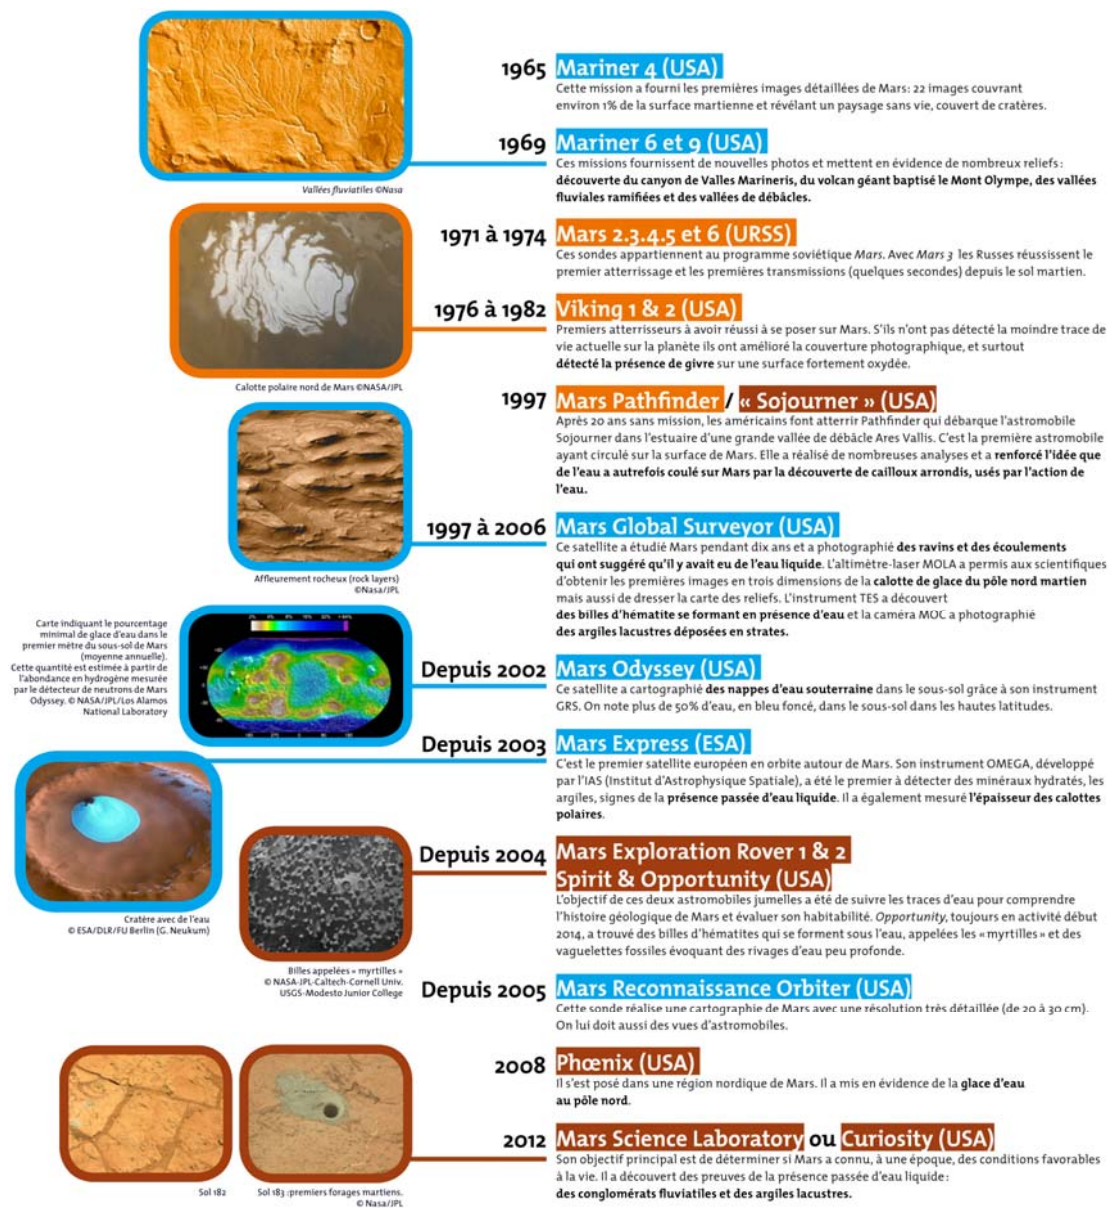 1965 Mariner 4 (USA)
Cette mission a fourni les premières images détaillées de Mars: 22 images couvrant
environ 1% de la surface martienne et révélant un paysage sans vie, couvert de cratères.
1969 Mariner 6 et 9 (USA)
Ces missions fournissent de nouvelles photos et mettent en évidence de nombreux reliefs :
découverte du canyon de Valles Marineris, du volcan géant baptisé le Mont Olympe, des vallées
fluviales ramifiées et des vallées de débâcles.
Vallées fluviatiles ©Nasa
1971 à 1974 Mars 2.3.4.5 et 6 (URSS)
Ces sondes appartiennent au programme soviétique Mars. Avec Mars 3 les Russes réussissent le
premier atterrissage et les premières transmissions (quelques secondes) depuis le sol martien.
1976 à 1982 Viking 1 & 2 (USA)
Premiers atterrisseurs à avoir réussi à se poser sur Mars. S'ils n'ont pas détecté la moindre trace de
vie actuelle sur la planète ils ont amélioré la couverture photographique, et surtout
détecté la présence de givre sur une surface fortement oxydée.
Calotte polaire nord de Mars ©NASA/JPL
1997 Mars Pathfinder / « Sojourner » (USA)
Après 20 ans sans mission, les américains font atterrir Pathfinder qui débarque l'astromobile
Sojourner dans l'estuaire d'une grande vallée de débâcle Ares Vallis. C'est la première astromobile
ayant circulé sur la surface de Mars. Elle a réalisé de nombreuses analyses et a renforcé l'idée que
de l'eau a autrefois coulé sur Mars par la découverte de cailloux arrondis, usés par l'action de
l'eau.
1997 à 2006 Mars Global Surveyor (USA)
Ce satellite a étudié Mars pendant dix ans et a photographié des ravins et des écoulements
qui ont suggéré qu'il y avait eu de l'eau liquide. L'altimètre-laser MOLA a permis aux scientifiques
d'obtenir les premières images en trois dimensions de la calotte de glace du pôle nord martien
mais aussi de dresser la carte des reliefs. L'instrument TES a découvert
des billes d'hématite se formant en présence d'eau et la caméra MOC a photographié
des argiles lacustres déposées en strates.
Affleurement rocheux (rock layers)
©Nasa/JPL
Carte indiquant le pourcentage
minimal de glace d'eau dans le
premier mètre du sous-sol de Mars
(moyenne annuelle).
Cette quantité est estimée à partir de
l'abondance en hydrogène mesurée
par le détecteur de neutrons de Mars
Odyssey. © NASA/JPL/Los Alamos
National Laboratory
Depuis 2002 Mars Odyssey (USA)
Ce satellite a cartographié des nappes d'eau souterraine dans le sous-sol grâce à son instrument
GRS. On note plus de 50% d'eau, en bleu foncé, dans le sous-sol dans les hautes latitudes.
Depuis 2003 Mars Express (ESA)
C'est le premier satellite européen en orbite autour de Mars. Son instrument OMEGA, développé
par l'IAS (Institut d'Astrophysique Spatiale), a été le premier à détecter des minéraux hydratés, les
argiles, signes de la présence passée d'eau liquide. Il a également mesuré l'épaisseur des calottes
polaires.
Cratère avec de l'eau
© ESA/DLR/FU Berlin (G. Neukum)
Depuis 2004 Mars Exploration Rover 1 & 2
Spirit & Opportunity (USA)
L'objectif de ces deux astromobiles jumelles a été de suivre les traces d'eau pour comprendre
l'histoire géologique de Mars et évaluer son habitabilité. Opportunity, toujours en activité début
2014, a trouvé des billes d'hématites qui se forment sous l'eau, appelées les « myrtilles » et des
vaguelettes fossiles évoquant des rivages d'eau peu profonde.
Billes appelées « myrtilles «
© NASA-JPL-Caltech-Cornell Univ.
USGS-Modesto Junior College
Depuis 2005 Mars Reconnaissance Orbiter (USA)
Cette sonde réalise une cartographie de Mars avec une résolution très détaillée (de 20 à 30 cm).
On lui doit aussi des vues d'astromobiles.
2008 Phœnix (USA)
Il s'est posé dans une région nordique de Mars. Il a mis en évidence de la glace d'eau
au pôle nord.
2012 Mars Science Laboratory ou Curiosity (USA)
Son objectif principal est de déterminer si Mars a connu, à une époque, des conditions favorables
à la vie. Il a découvert des preuves de la présence passée d'eau liquide :
des conglomérats fluviatiles et des argiles lacustres.
Sol 182
Sol 183 : premiers forages martiens.
© Nasa/JPL